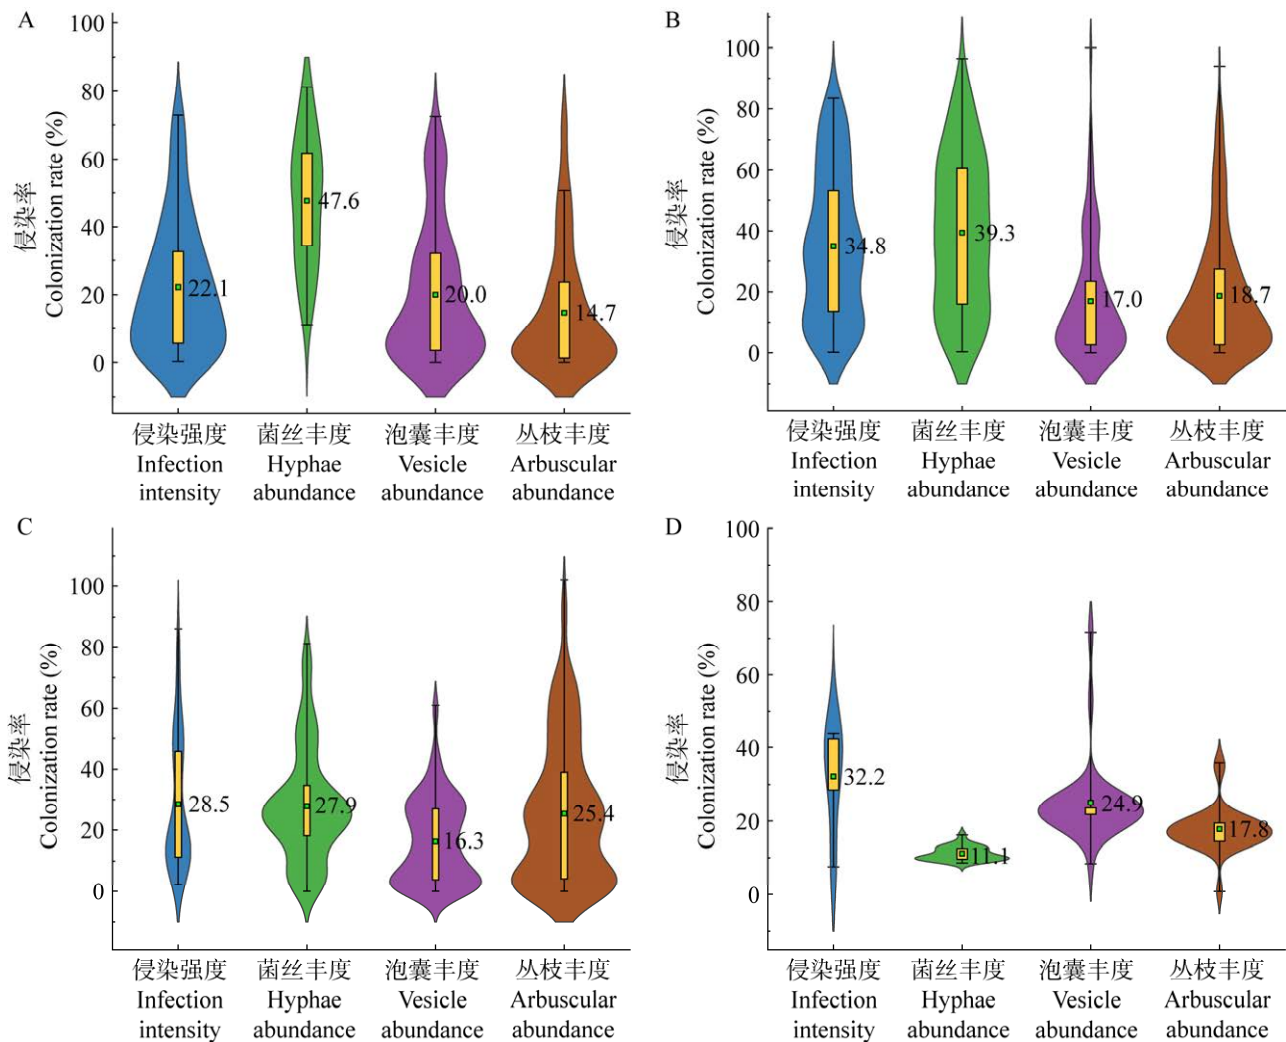 A
侵染率
Colonization rate (%)
100
80
60
40
20
0
22.1
47.6
20.0
14.7
侵染强度
Infection
intensity
菌丝丰度
Hyphae
abundance
泡囊丰度
Vesicle
abundance
丛枝丰度
Arbuscular
abundance
B
侵染率
Colonization rate (%)
100
80
60
40
20
0
34.8
39.3
17.0
18.7
侵染强度
Infection
intensity
菌丝丰度
Hyphae
abundance
泡囊丰度
Vesicle
abundance
丛枝丰度
Arbuscular
abundance
C
侵染率
Colonization rate (%)
100
80
60
40
20
0
28.5
27.9
16.3
25.4
侵染强度
Infection
intensity
菌丝丰度
Hyphae
abundance
泡囊丰度
Vesicle
abundance
丛枝丰度
Arbuscular
abundance
D
侵染率
Colonization rate (%)
100
80
60
40
20
0
32.2
11.1
24.9
17.8
侵染强度
Infection
intensity
菌丝丰度
Hyphae
abundance
泡囊丰度
Vesicle
abundance
丛枝丰度
Arbuscular
abundance